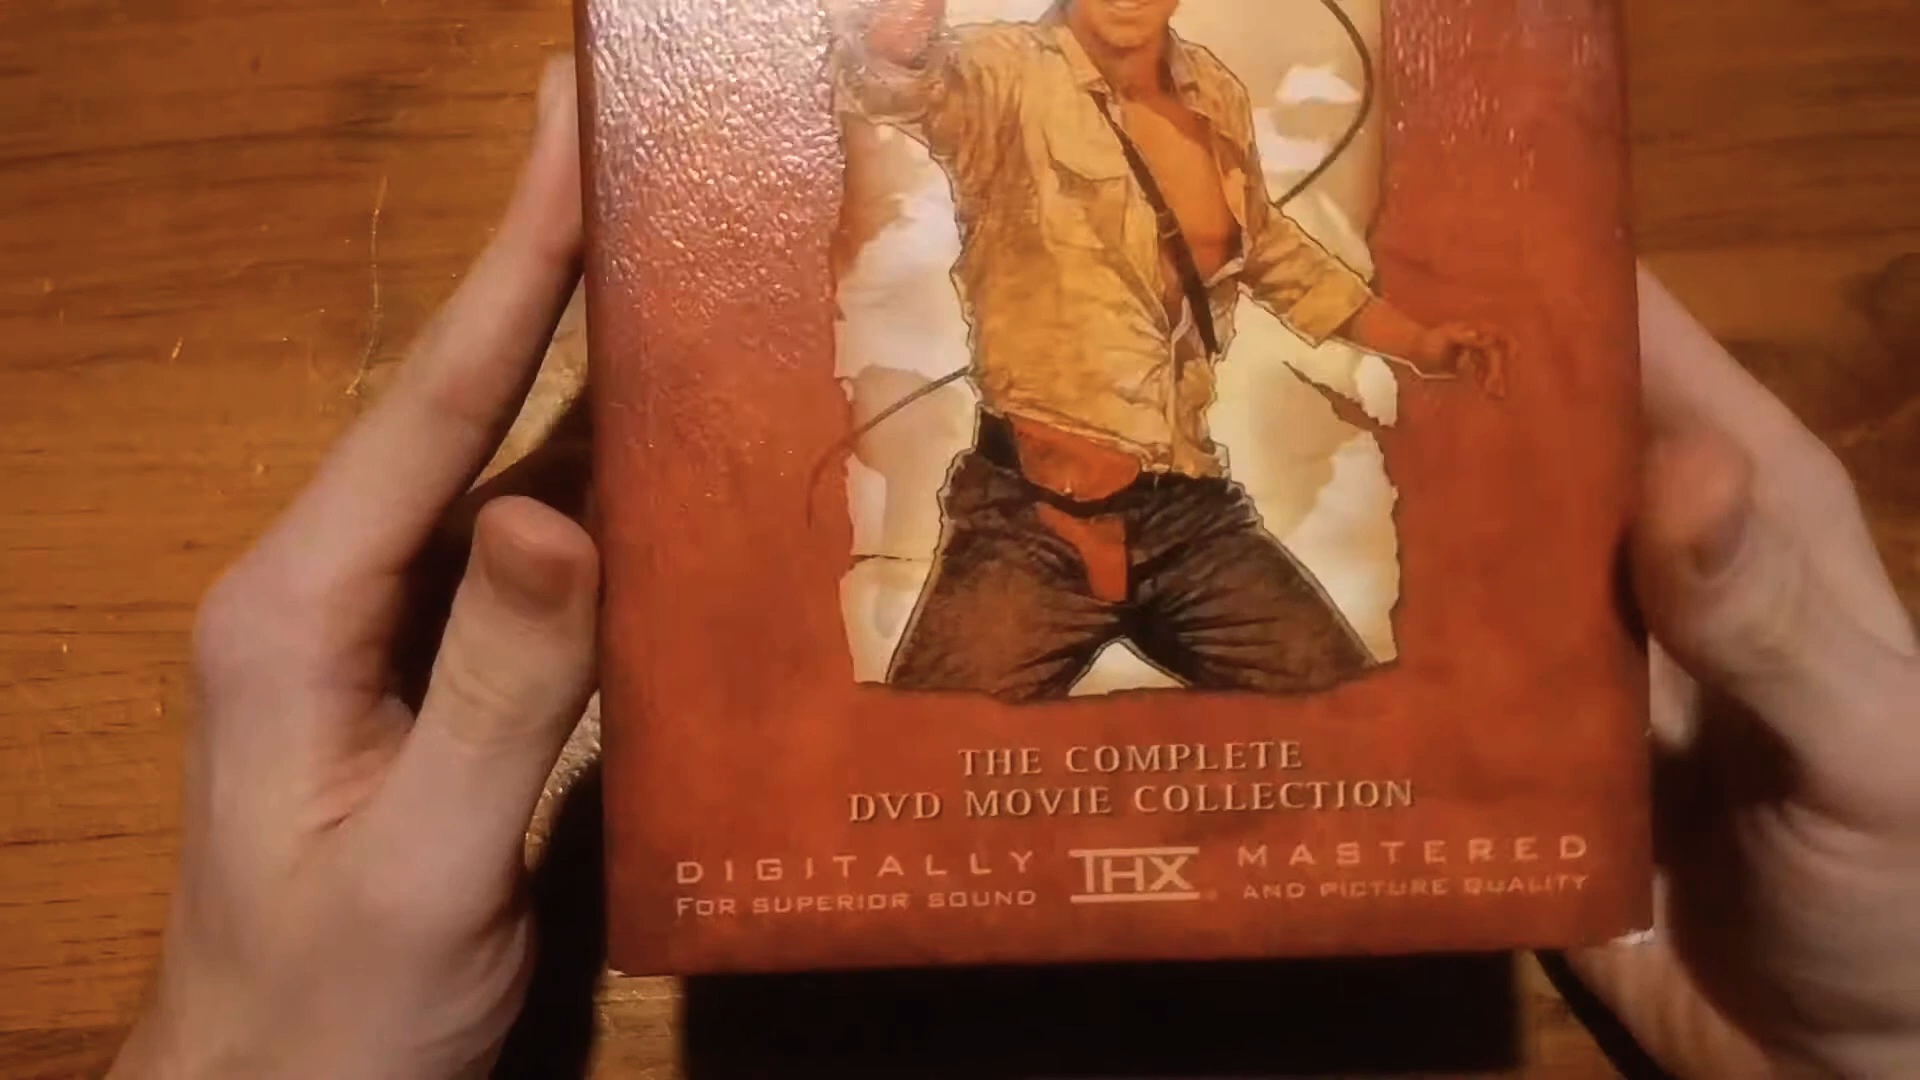 THE COMPLETE
DVD MOVIE COLLECTION
DIGITALLY THX MASTERED
FOR SUPERIOR SOUND AND PICTURE QUALITY